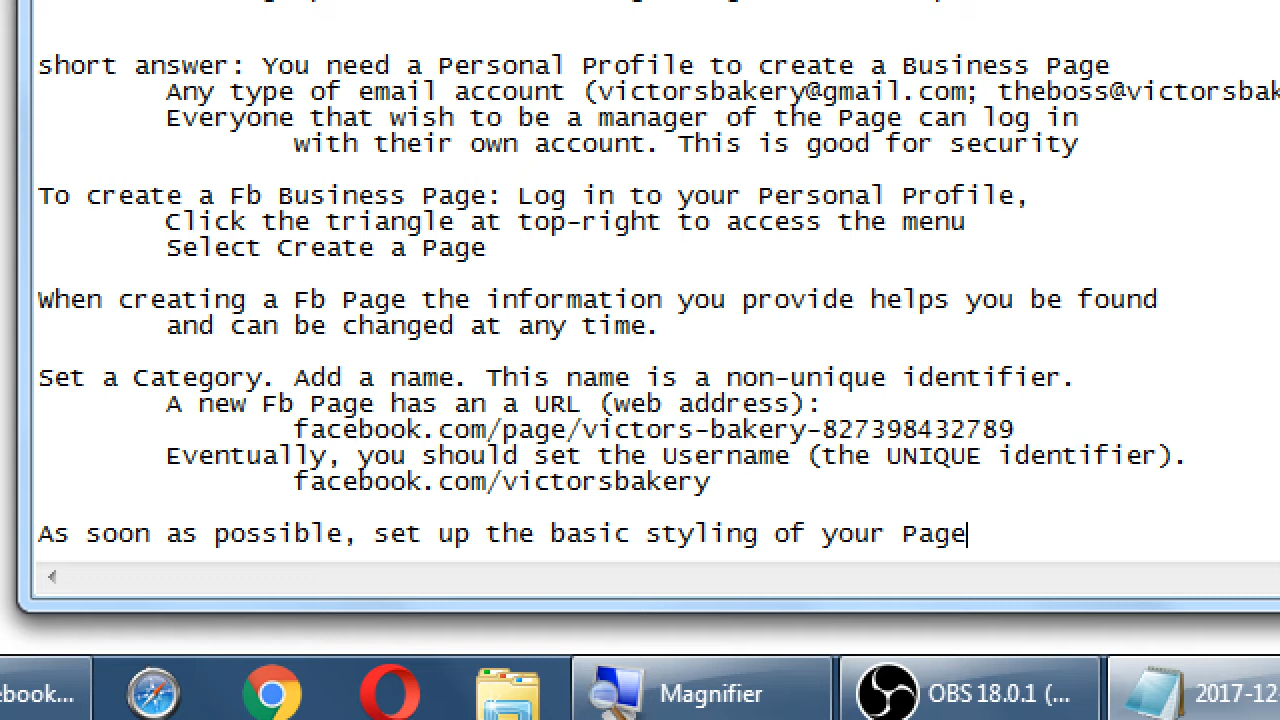 short answer: You need a Personal Profile to create a Business Page
Any type of email account (victorsbakery@gmail.com; theboss@victorsbak
Everyone that wish to be a manager of the Page can log in
with their own account. This is good for security
To create a Fb Business Page: Log in to your Personal Profile,
Click the triangle at top-right to access the menu
Select Create a Page
When creating a Fb Page the information you provide helps you be found
and can be changed at any time.
Set a Category. Add a name. This name is a non-unique identifier.
A new Fb Page has an a URL (web address):
facebook.com/page/victors-bakery-827398432789
Eventually, you should set the Username (the UNIQUE identifier).
facebook.com/victorsbakery
As soon as possible, set up the basic styling of your Page
ebook... Magnifier OBS 18.0.1 (... 2017-12